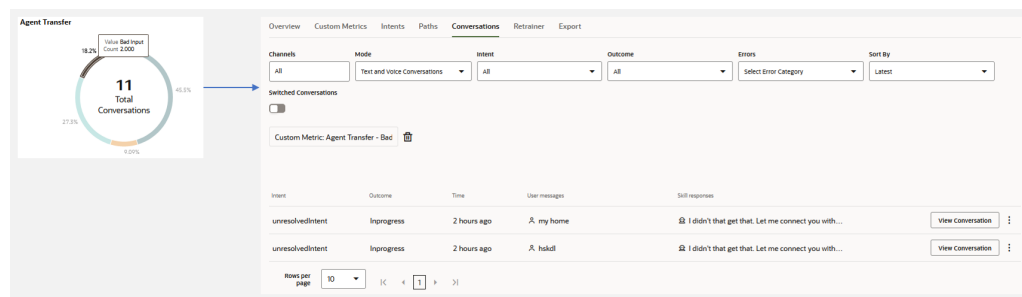 Agent Transfer
Value Bad Input
Count 2.000
18.2%
45.5%
11
Total
Conversations
27.3%
9.09%
Overview Custom Metrics Intents Paths Conversations Retrainer Export
Channels Mode Intent Outcome Errors Sort By
All Text and Voice Conversations All All Select Error Category Latest
Switched Conversations
Custom Metric: Agent Transfer - Bad
Intent Outcome Time User messages Skill responses
unresolvedIntent Inprogress 2 hours ago my home I didn't that get that. Let me connect you with... View Conversation
unresolvedIntent Inprogress 2 hours ago hskdl I didn't that get that. Let me connect you with... View Conversation
Rows per
page
10
1